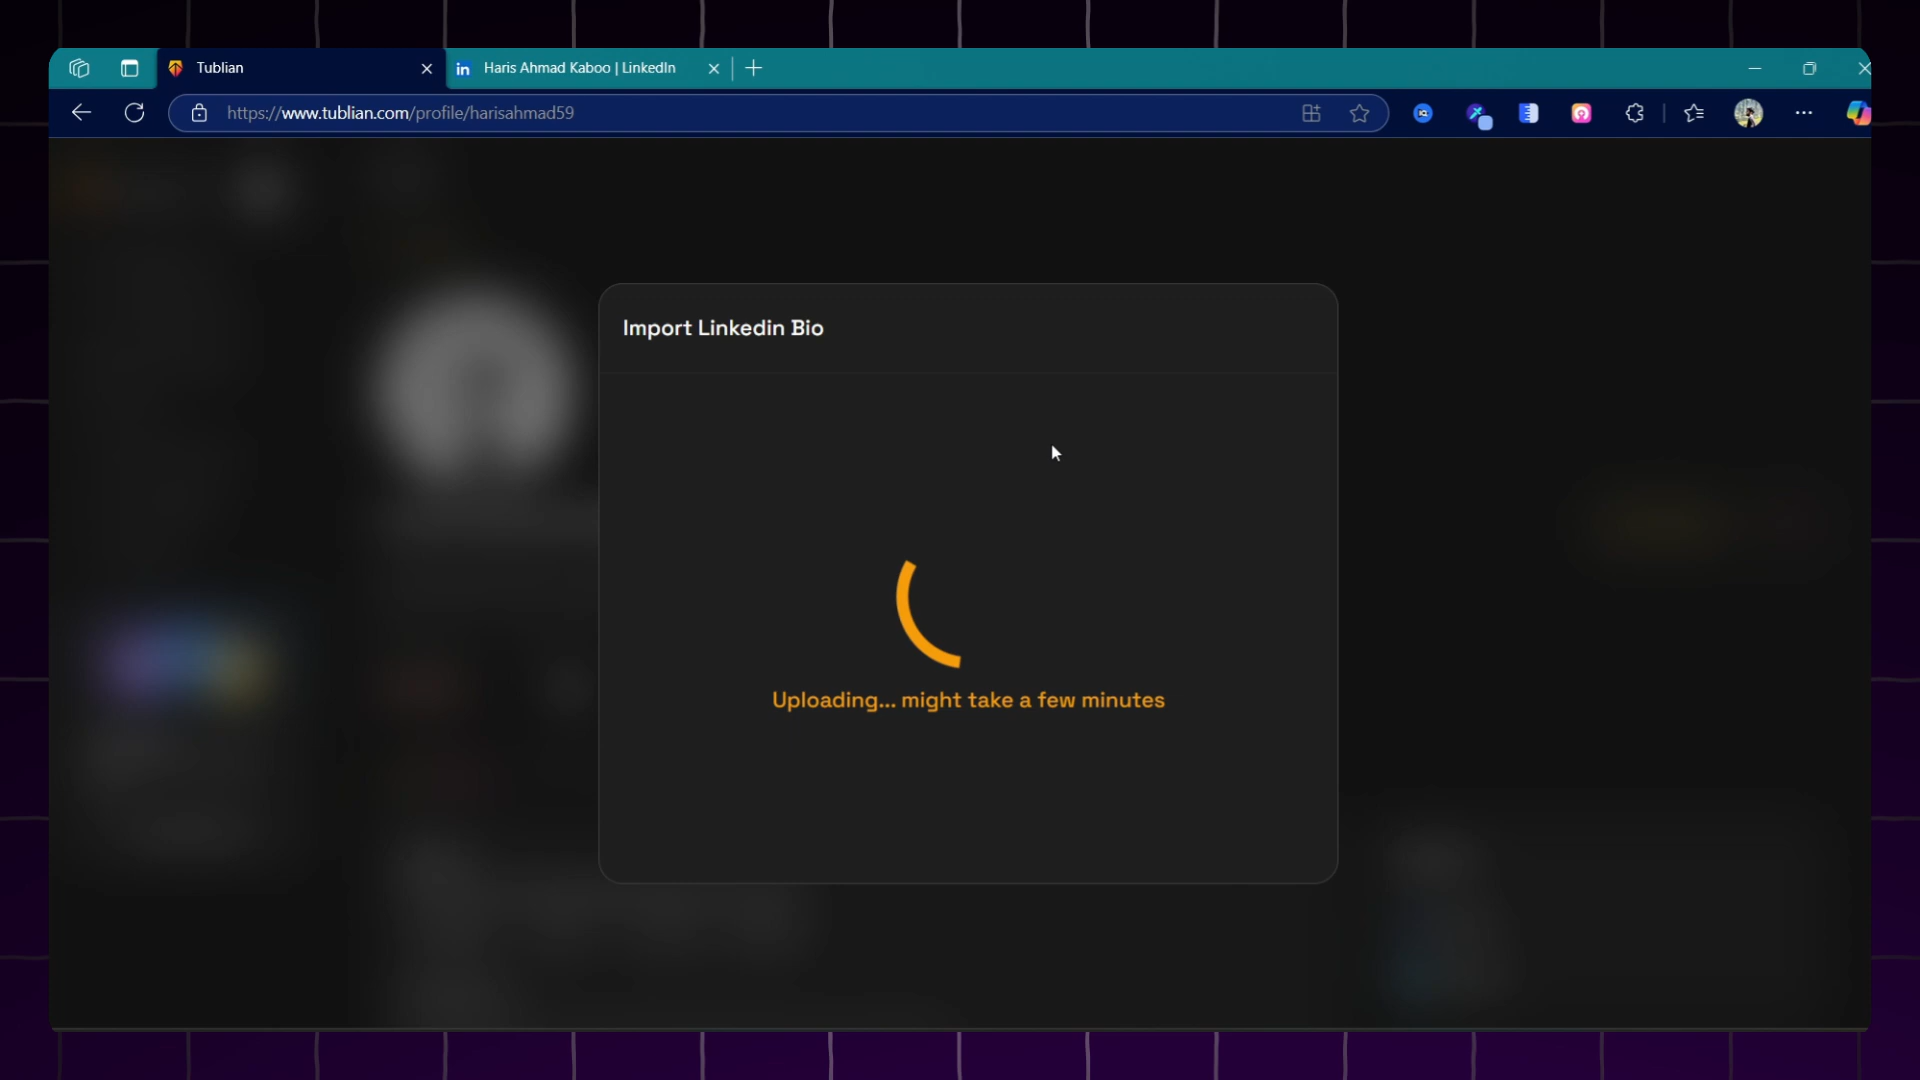 Tublian
Haris Ahmad Kaboo | LinkedIn
https://www.tublian.com/profile/harisahmad59
Import Linkedin Bio
Uploading... might take a few minutes